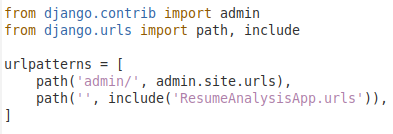 from django.contrib import admin
from django.urls import path, include

urlpatterns = [
    path('admin/', admin.site.urls),
    path('', include('ResumeAnalysisApp.urls')),
]